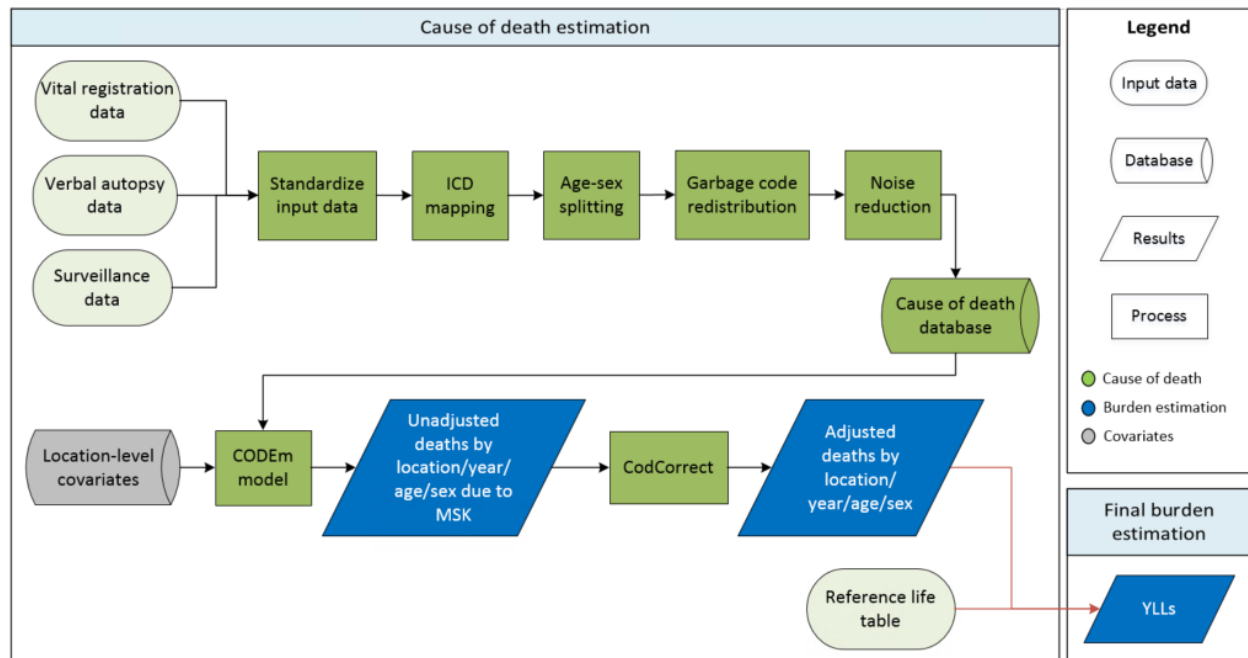 Cause of death estimation
Vital registration
data
Verbal autopsy
data
Surveillance
data
Standardize
input data
ICD
mapping
Age-sex
splitting
Garbage code
redistribution
Noise
reduction
Cause of death
database
Location-level
covariates
CODEm
model
Unadjusted
deaths by
location/year/
age/sex due to
MSK
CodCorrect
Adjusted
deaths by
location/
year/age/sex
Reference life
table
Legend
Input data
Database
Results
Process
Cause of death
Burden estimation
Covariates
Final burden
estimation
YLLs